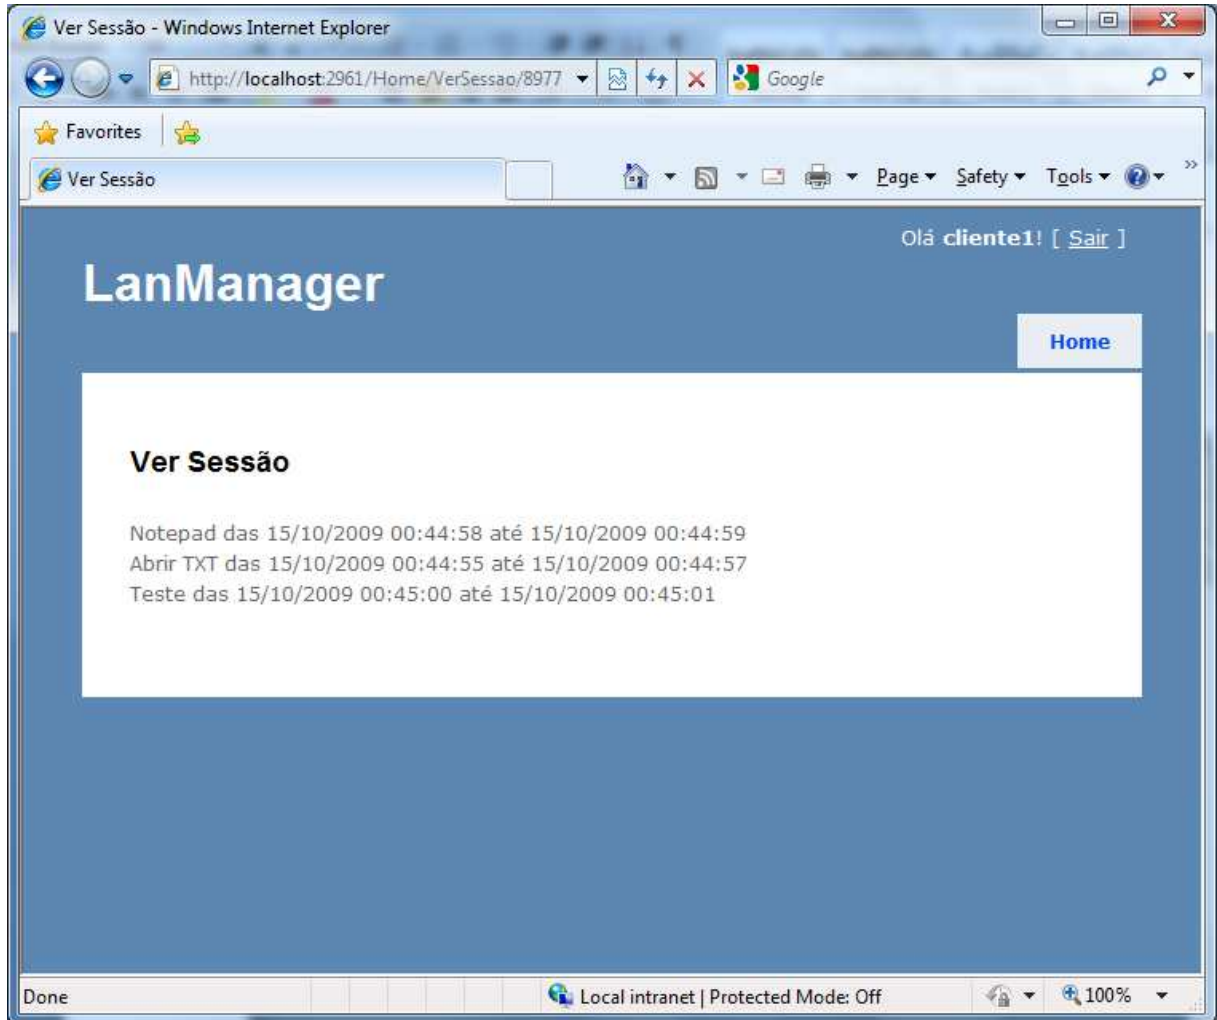 Ver Sessão - Windows Internet Explorer
http://localhost:2961/Home/VerSessao/8977
Google
Favorites
Ver Sessão
Page
Safety
Tools
Olá cliente1! [ Sair ]
LanManager
Home
Ver Sessão
Notepad das 15/10/2009 00:44:58 até 15/10/2009 00:44:59
Abrir TXT das 15/10/2009 00:44:55 até 15/10/2009 00:44:57
Teste das 15/10/2009 00:45:00 até 15/10/2009 00:45:01
Done
Local intranet | Protected Mode: Off
100%